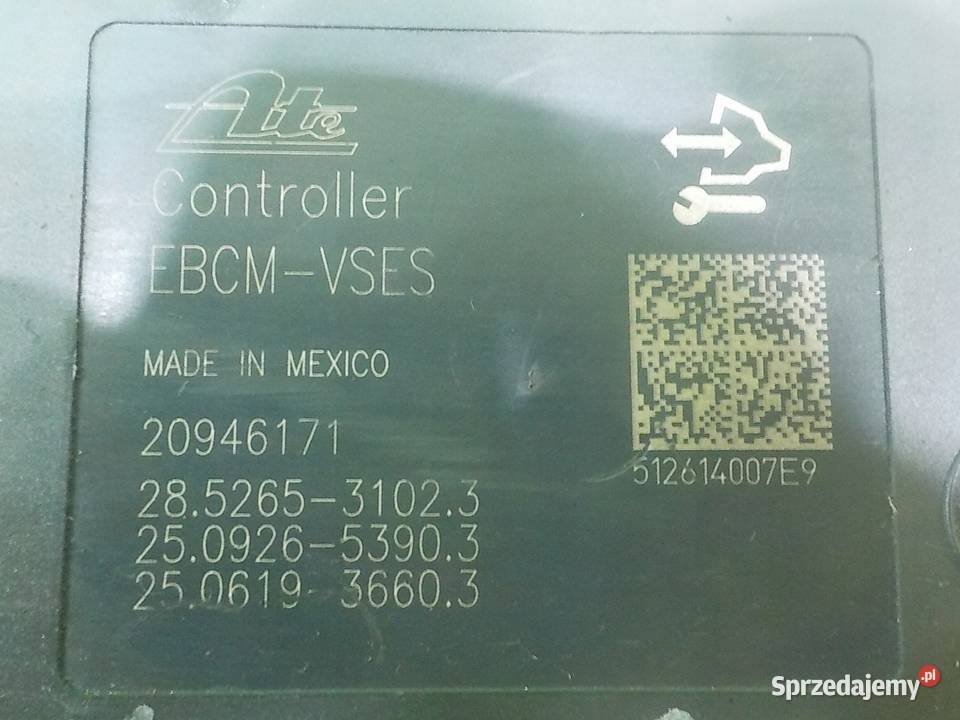 Ate
Controller
EBCM-VSES
MADE IN MEXICO
20946171
28.5265-3102.3
25.0926-5390.3
25.0619-3660.3
512614007E9
Sprzedajemy.pl